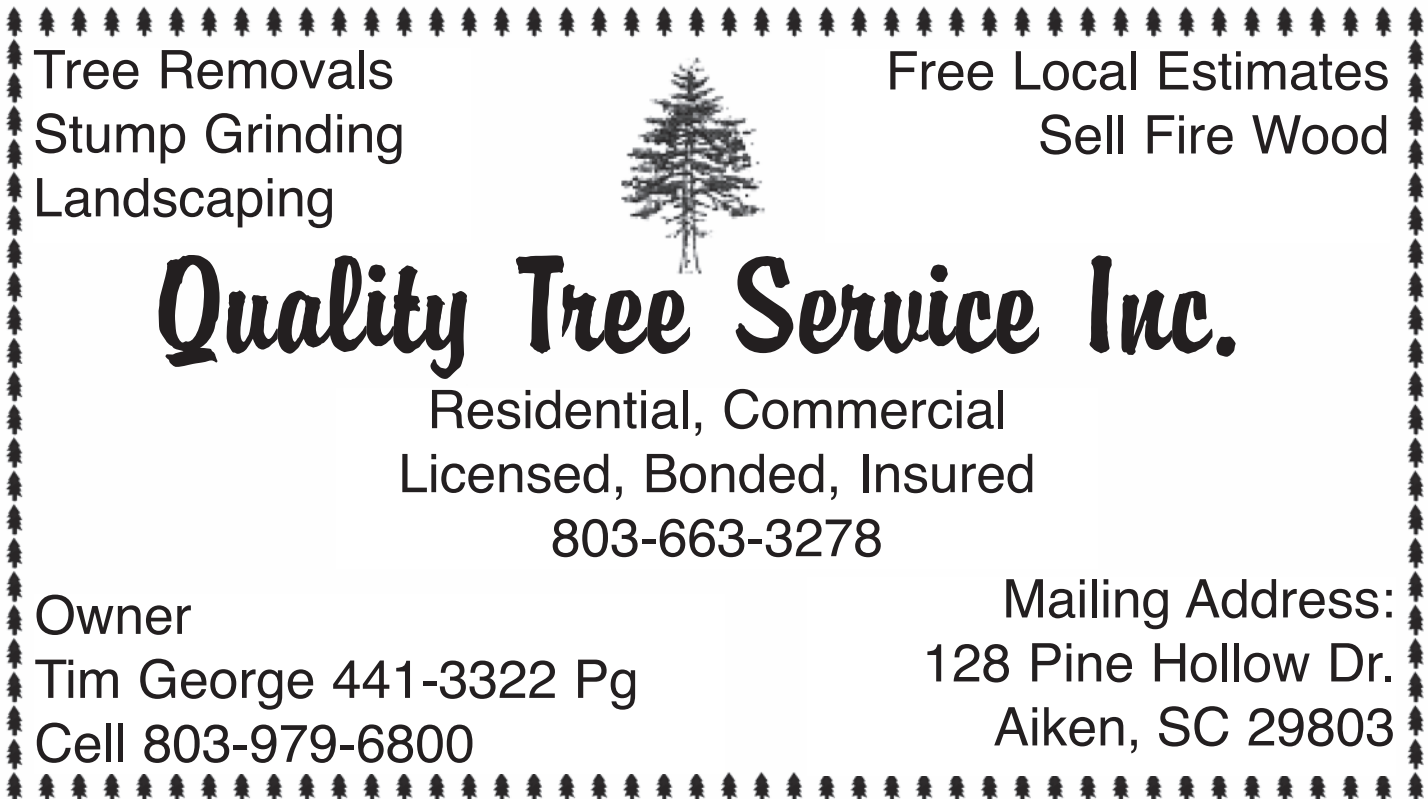 Tree Removals
Stump Grinding
Landscaping
Free Local Estimates
Sell Fire Wood
Quality Tree Service Inc.
Residential, Commercial
Licensed, Bonded, Insured
803-663-3278
Owner
Tim George 441-3322 Pg
Cell 803-979-6800
Mailing Address:
128 Pine Hollow Dr.
Aiken, SC 29803